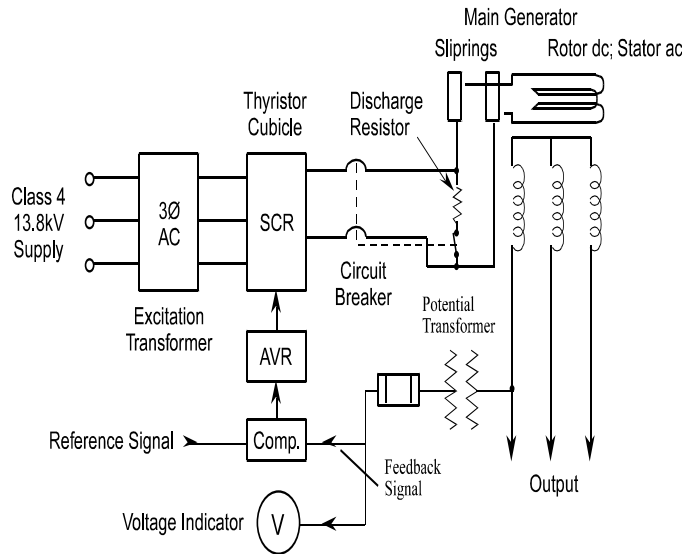 Main Generator
Sliprings
Rotor dc; Stator ac
Thyristor
Cubicle
Discharge
Resistor
Class 4
13.8kV
Supply
3Ø
AC
SCR
Circuit
Breaker
Excitation
Transformer
Potential
Transformer
AVR
Reference Signal
Comp.
Feedback
Signal
Output
Voltage Indicator
V